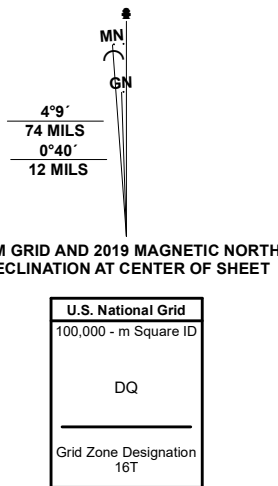 MN
GN
4°9´
74 MILS
0°40´
12 MILS
M GRID AND 2019 MAGNETIC NORTH
ECLINATION AT CENTER OF SHEET
U.S. National Grid
100,000 - m Square ID
DQ
Grid Zone Designation
16T